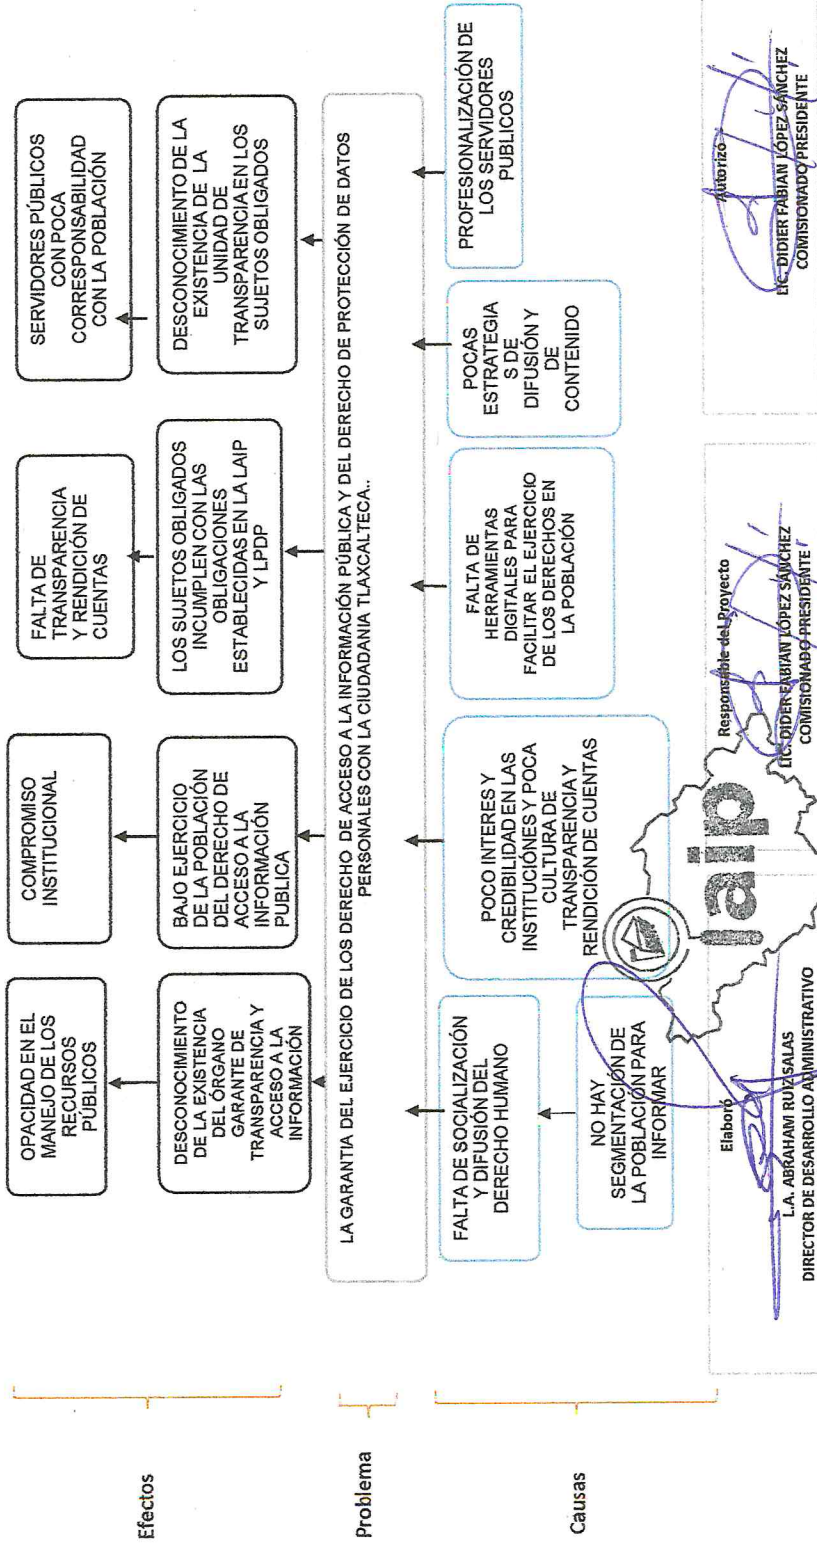 Efectos
OPACIDAD EN EL
MANEJO DE LOS
RECURSOS
PÚBLICOS
COMPROMISO
INSTITUCIONAL
FALTA DE
TRANSPARENCIA
Y RENDICIÓN DE
CUENTAS
SERVIDORES PÚBLICOS
CON POCA
CORRESPONSABILIDAD
CON LA POBLACIÓN
DESCONOCIMIENTO
DE LA EXISTENCIA
DEL ÓRGANO
GARANTE DE
TRANSPARENCIA Y
ACCESO A LA
INFORMACIÓN
BAJO EJERCICIO
DE LA POBLACIÓN
DEL DERECHO DE
ACCESO A LA
INFORMACIÓN
PUBLICA
LOS SUJETOS OBLIGADOS
INCUMPLEN CON LAS
OBLIGACIONES
ESTABLECIDAS EN LA LAIP
Y LPDP
DESCONOCIMIENTO DE LA
EXISTENCIA DE LA
UNIDAD DE
TRANSPARENCIA EN LOS
SUJETOS OBLIGADOS
Problema
LA GARANTIA DEL EJERCICIO DE LOS DERECHO DE ACCESO A LA INFORMACIÓN PÚBLICA Y DEL DERECHO DE PROTECCIÓN DE DATOS
PERSONALES CON LA CIUDADANIA TLAXCALTECA..
Causas
FALTA DE SOCIALIZACIÓN
Y DIFUSIÓN DEL
DERECHO HUMANO
NO HAY
SEGMENTACIÓN DE
LA POBLACIÓN PARA
INFORMAR
POCO INTERES Y
CREDIBILIDAD EN LAS
INSTITUCIÓNES Y POCA
CULTURA DE
TRANSPARENCIA Y
RENDICIÓN DE CUENTAS
FALTA DE
HERRAMIENTAS
DIGITALES PARA
FACILITAR EL EJERCICIO
DE LOS DERECHOS EN
LA POBLACIÓN
POCAS
ESTRATEGIA
S DE
DIFUSIÓN Y
DE
CONTENIDO
PROFESIONALIZACIÓN DE
LOS SERVIDORES
PUBLICOS
Elaboró
L.A. ABRAHAM RUIZ SALAS
DIRECTOR DE DESARROLLO ADMINISTRATIVO
iaip
Responsable del Proyecto
LIC. DIDIER FABIAN LÓPEZ SÁNCHEZ
COMISIONADO PRESIDENTE
Autorizó
LIC. DIDIER FABIAN LÓPEZ SÁNCHEZ
COMISIONADO PRESIDENTE